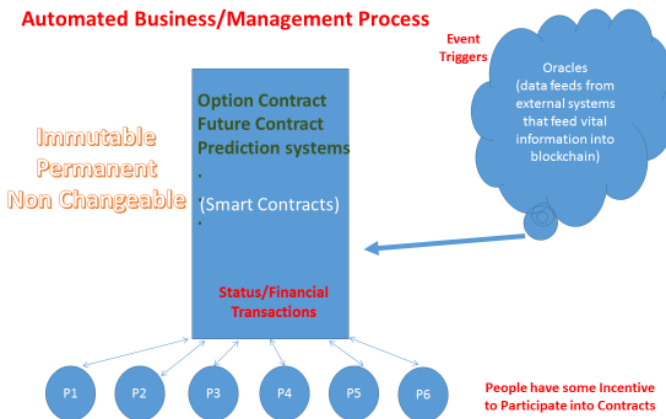 Automated Business/Management Process
Event
Triggers
Oracles
(data feeds from
external systems
that feed vital
information into
blockchain)
Option Contract
Future Contract
Prediction systems
.
.
.
(Smart Contracts)
Immutable
Permanent
Non Changeable
Status/Financial
Transactions
P1
P2
P3
P4
P5
P6
People have some Incentive
to Participate into Contracts